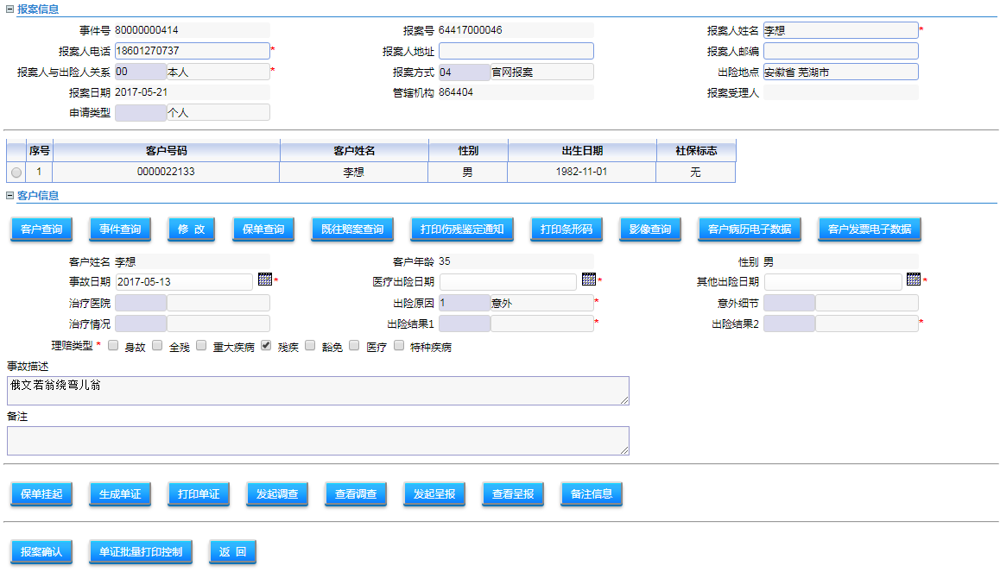 报案信息
事件号 80000000414 报案号 64417000046 报案人姓名 李想 *
报案人电话 18601270737 * 报案人地址 报案人邮编
报案人与出险人关系 00 本人 * 报案方式 04 官网报案 出险地点 安徽省 芜湖市
报案日期 2017-05-21 管辖机构 864404 报案受理人
申请类型 个人
序号 客户号码 客户姓名 性别 出生日期 社保标志
1 0000022133 李想 男 1982-11-01 无
客户信息
客户查询 事件查询 修 改 保单查询 既往赔案查询 打印伤残鉴定通知 打印条形码 影像查询 客户病历电子数据 客户发票电子数据
客户姓名 李想 客户年龄 35 性别 男
事故日期 2017-05-13 * 医疗出险日期 * 其他出险日期 *
治疗医院 出险原因 1 意外 * 意外细节
治疗情况 出险结果1 * 出险结果2 *
理赔类型 * 身故 全残 重大疾病 残疾 豁免 医疗 特种疾病
事故描述
俄文若翁绕弯儿翁
备注
保单挂起 生成单证 打印单证 发起调查 查看调查 发起呈报 查看呈报 备注信息
报案确认 单证批量打印控制 返 回